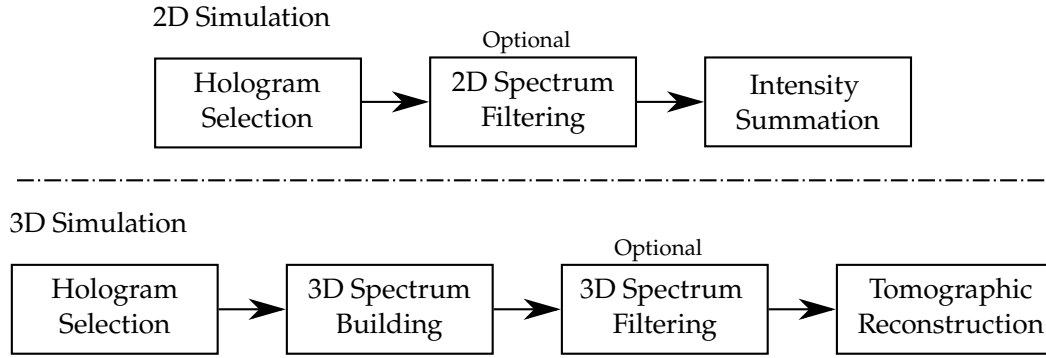 2D Simulation
Optional
Hologram
Selection
2D Spectrum
Filtering
Intensity
Summation
3D Simulation
Optional
Hologram
Selection
3D Spectrum
Building
3D Spectrum
Filtering
Tomographic
Reconstruction